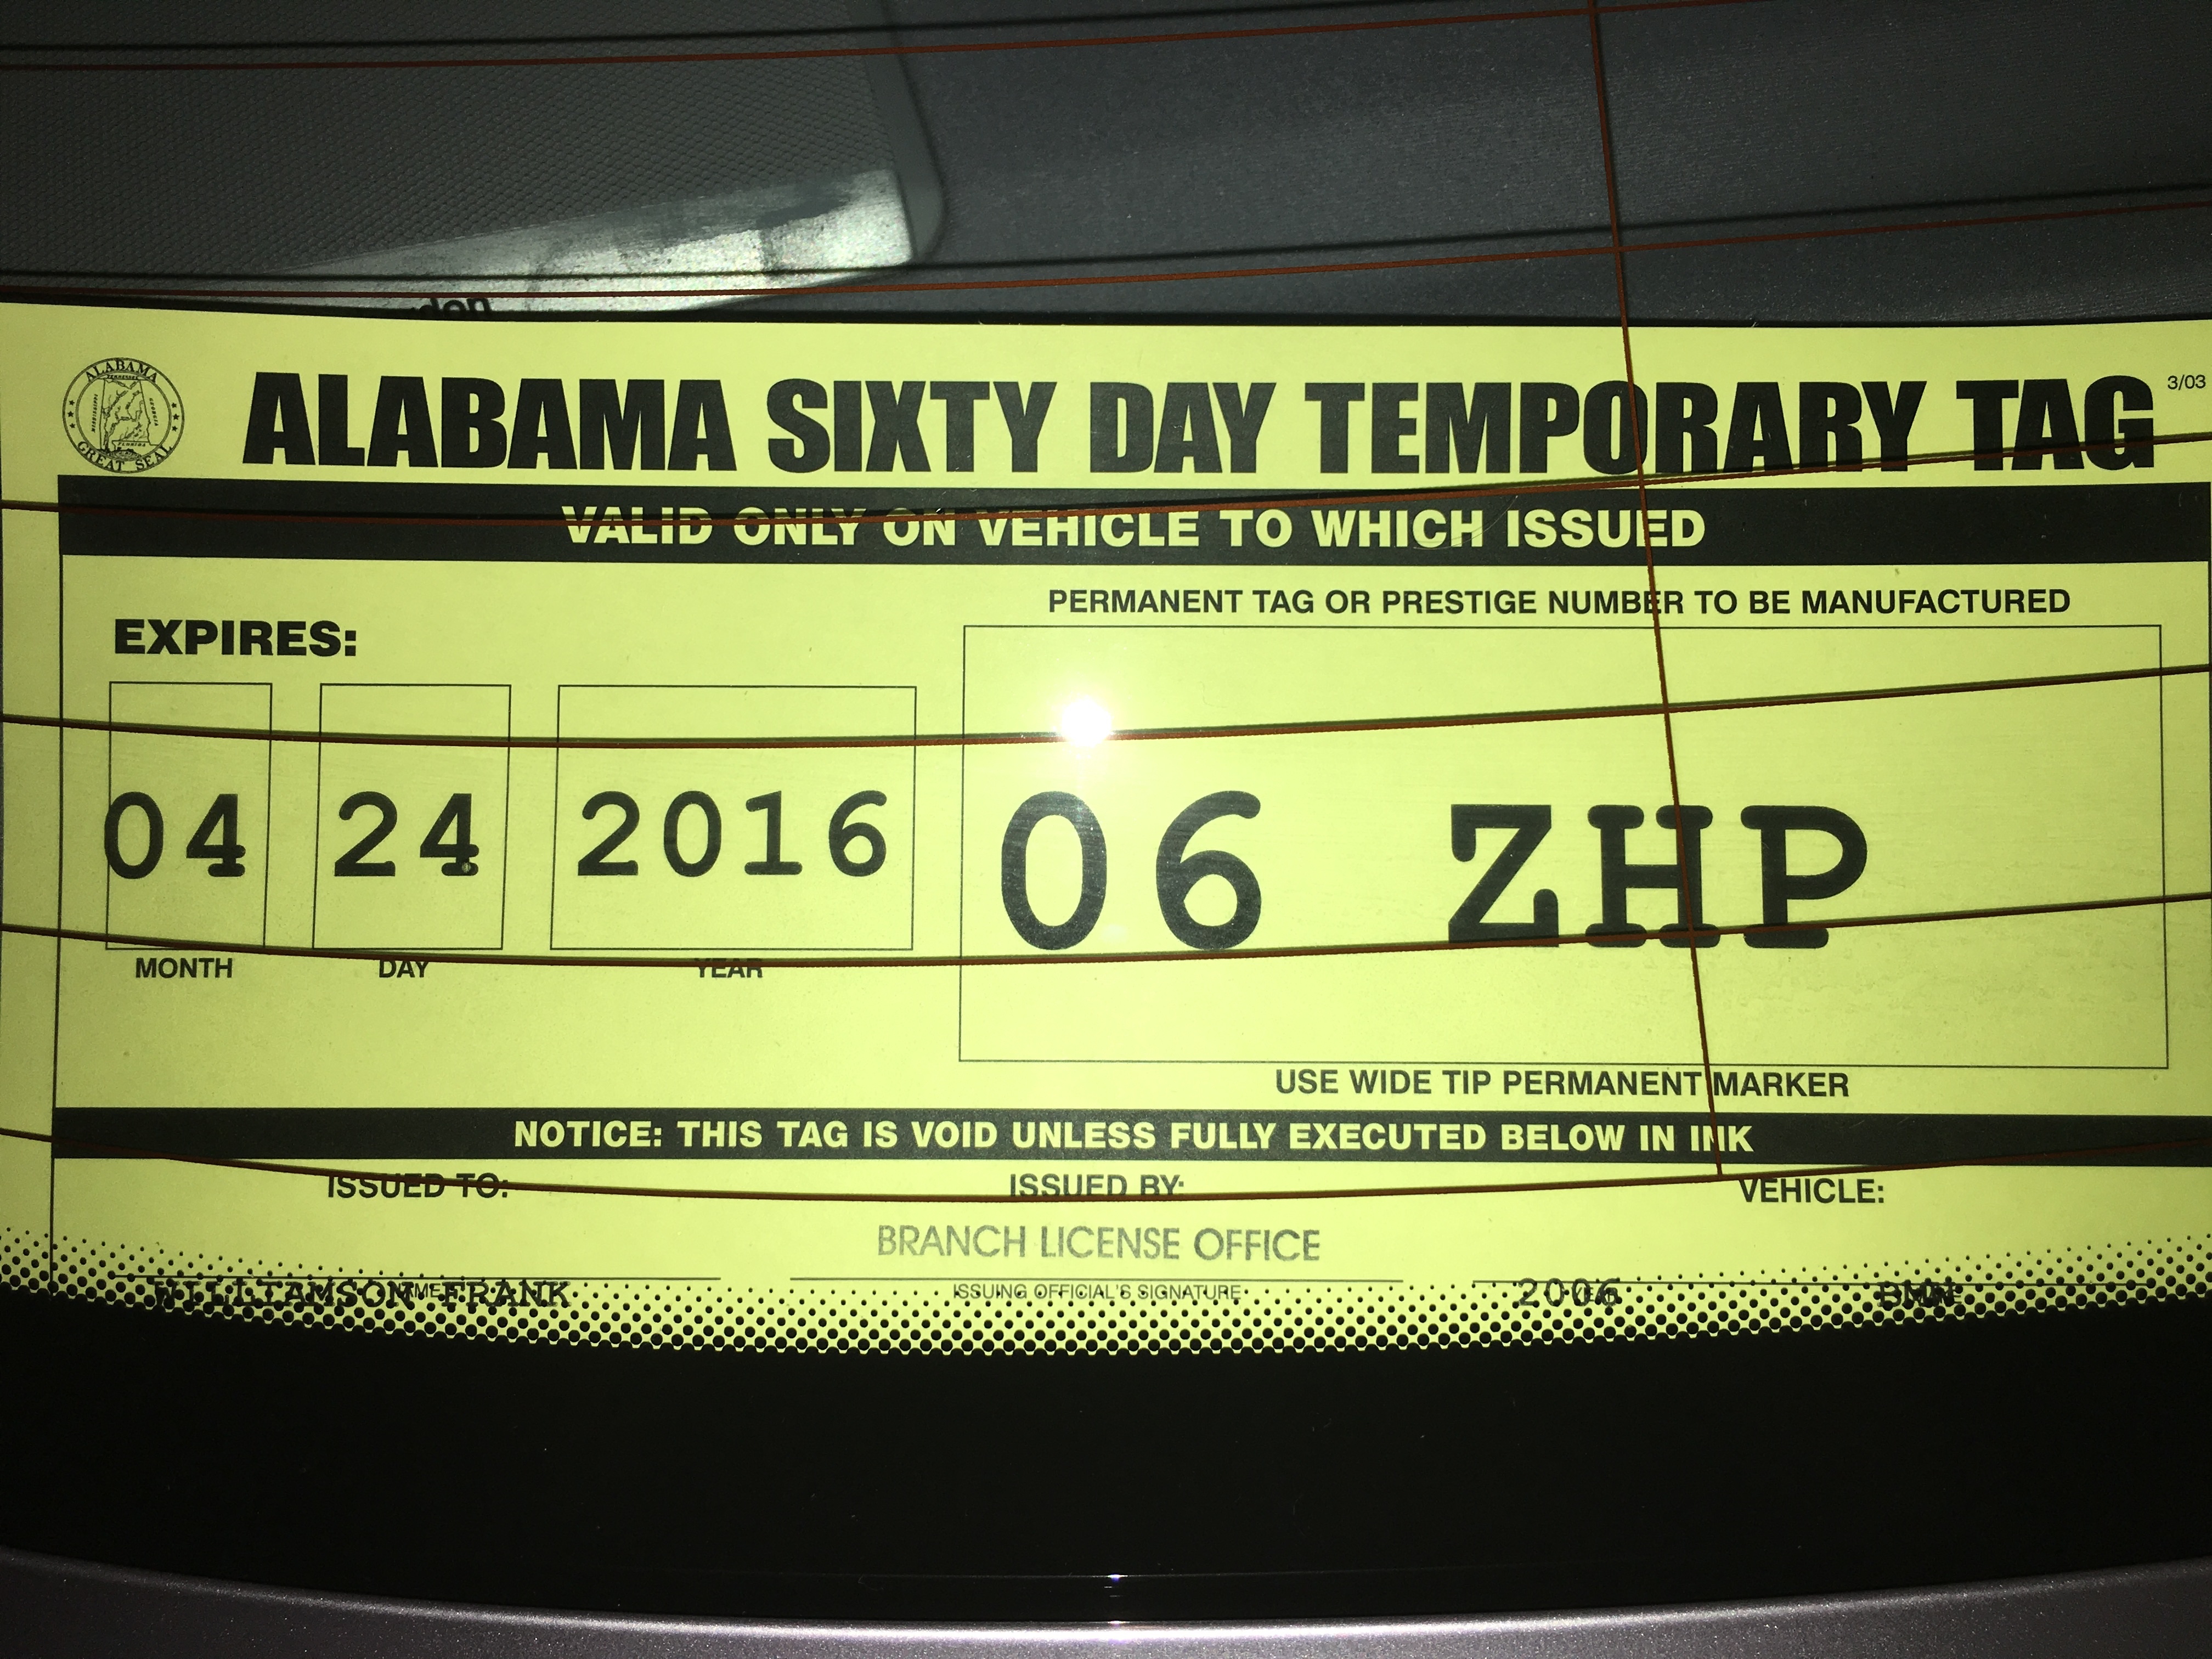 ALABAMA
GREAT SEAL
ALABAMA SIXTY DAY TEMPORARY TAG
3/03
VALID ONLY ON VEHICLE TO WHICH ISSUED
PERMANENT TAG OR PRESTIGE NUMBER TO BE MANUFACTURED
EXPIRES:
04 24 2016 06 ZHP
MONTH DAY YEAR
USE WIDE TIP PERMANENT MARKER
NOTICE: THIS TAG IS VOID UNLESS FULLY EXECUTED BELOW IN INK
ISSUED TO: ISSUED BY: VEHICLE:
BRANCH LICENSE OFFICE
WILLIAMSON FRANK ISSUING OFFICIAL'S SIGNATURE 2006 BMW